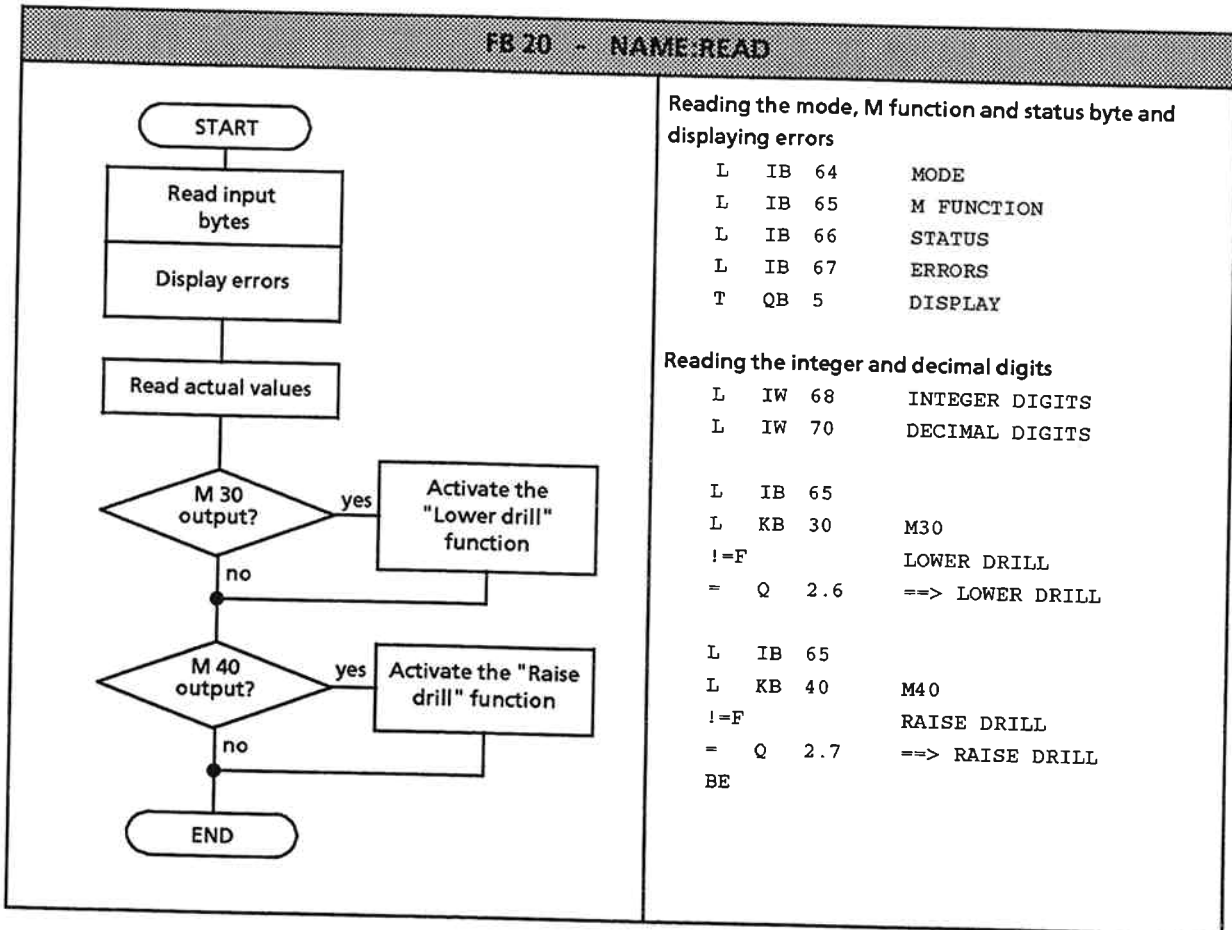 FB 20 - NAME:READ
START
Read input
bytes
Display errors
Read actual values
M 30
output?
yes
Activate the
"Lower drill"
function
no
M 40
output?
yes
Activate the "Raise
drill" function
no
END
Reading the mode, M function and status byte and
displaying errors
L IB 64 MODE
L IB 65 M FUNCTION
L IB 66 STATUS
L IB 67 ERRORS
T QB 5 DISPLAY
Reading the integer and decimal digits
L IW 68 INTEGER DIGITS
L IW 70 DECIMAL DIGITS
L IB 65
L KB 30 M30
!=F LOWER DRILL
= Q 2.6 ==> LOWER DRILL
L IB 65
L KB 40 M40
!=F RAISE DRILL
= Q 2.7 ==> RAISE DRILL
BE